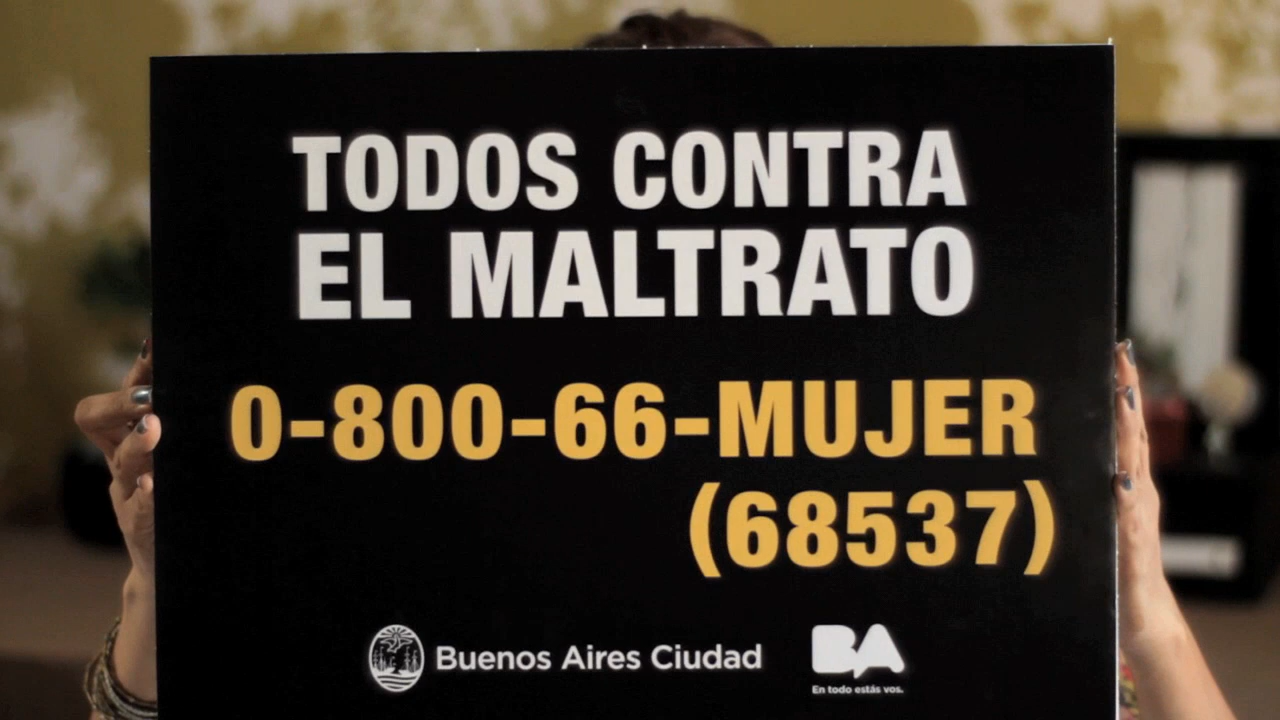 TODOS CONTRA
EL MALTRATO
0-800-66-MUJER
(68537)
Buenos Aires Ciudad
BA
En todo estás vos.